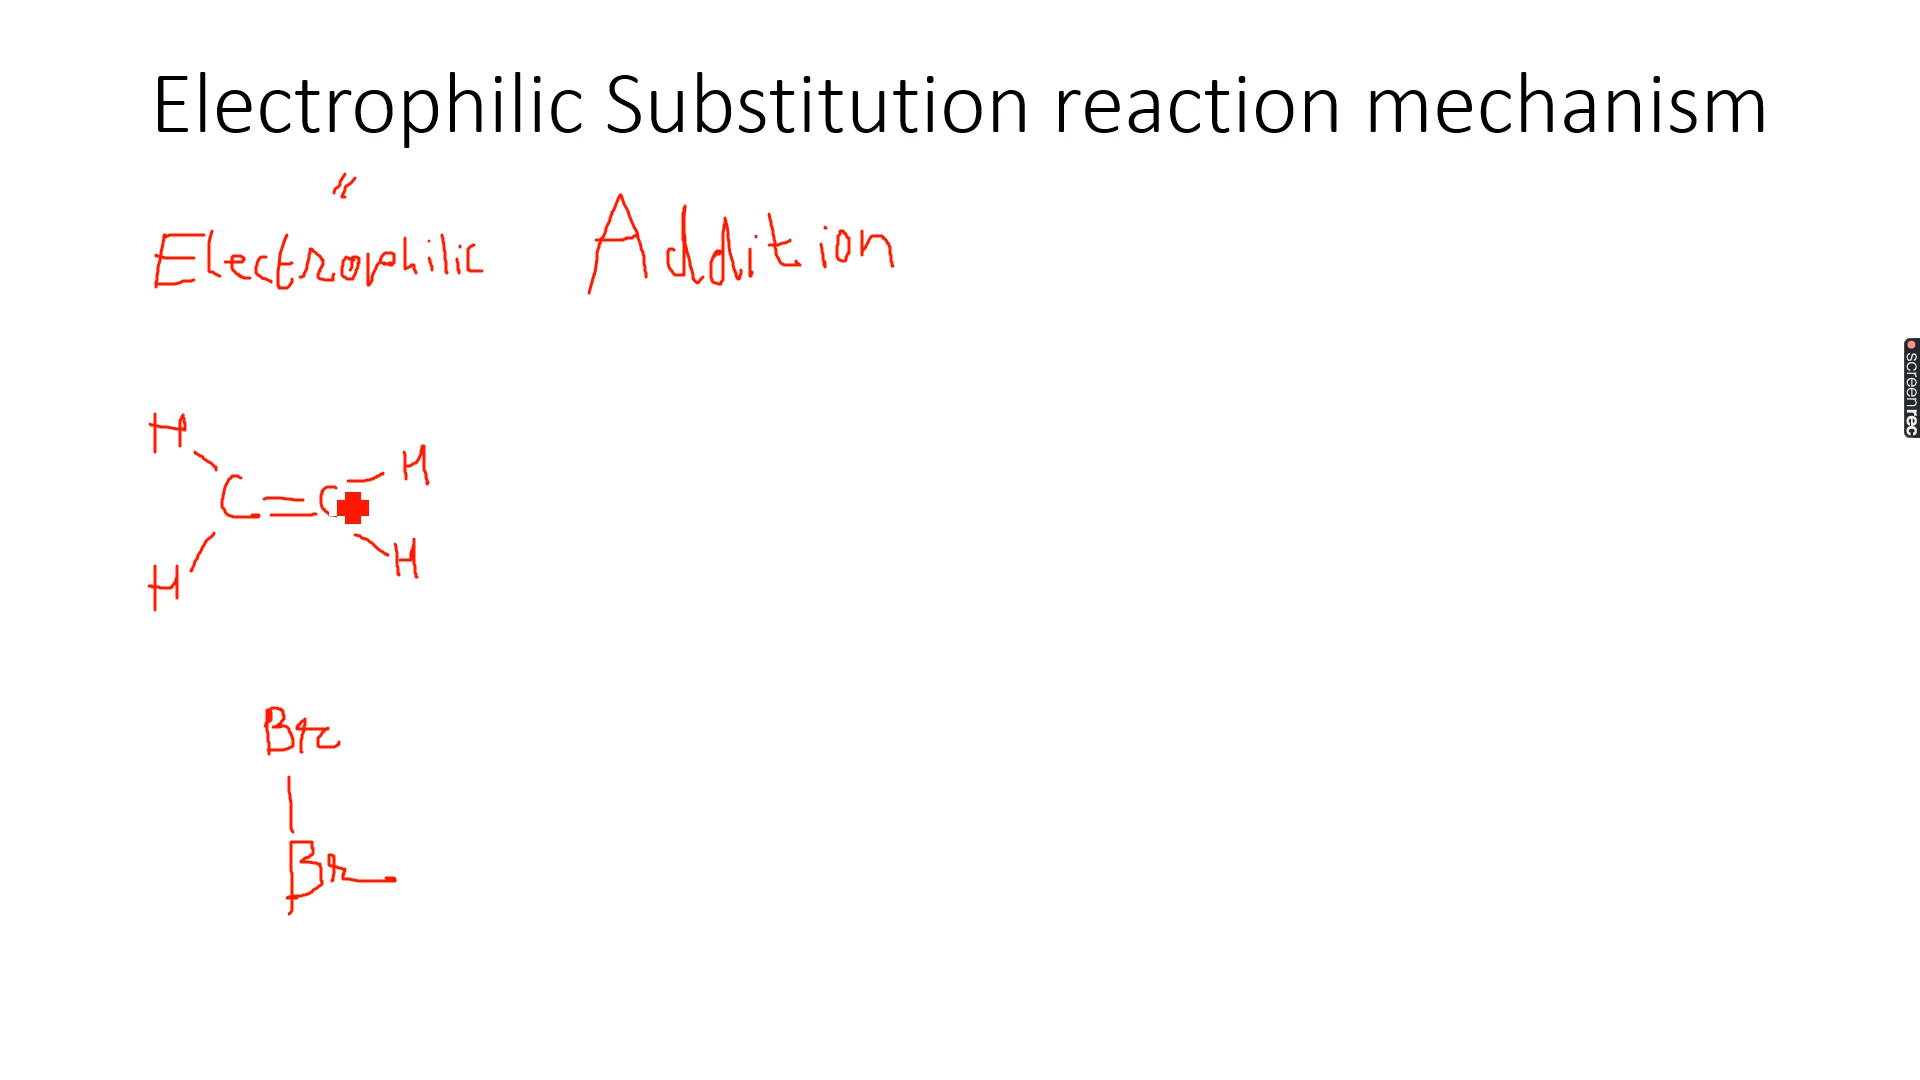 Electrophilic Substitution reaction mechanism
"
Electrophilic Addition
H
H
C=C
H
H
Br
Br
screenrec